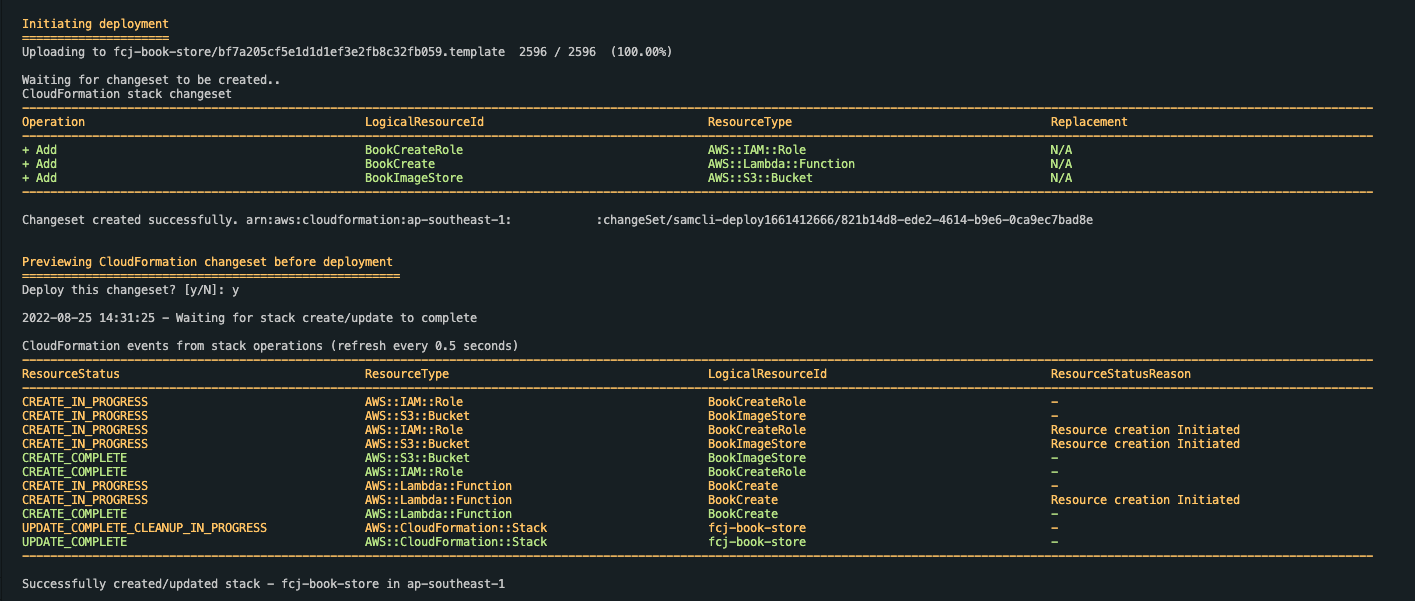 Initiating deployment
=====================
Uploading to fcj-book-store/bf7a205cf5e1d1d1ef3e2fb8c32fb059.template  2596 / 2596  (100.00%)
Waiting for changeset to be created..
CloudFormation stack changeset
Operation LogicalResourceId ResourceType Replacement
+ Add BookCreateRole AWS::IAM::Role N/A
+ Add BookCreate AWS::Lambda::Function N/A
+ Add BookImageStore AWS::S3::Bucket N/A
Changeset created successfully. arn:aws:cloudformation:ap-southeast-1: :changeSet/samcli-deploy1661412666/821b14d8-ede2-4614-b9e6-0ca9ec7bad8e
Previewing CloudFormation changeset before deployment
======================================================
Deploy this changeset? [y/N]: y
2022-08-25 14:31:25 - Waiting for stack create/update to complete
CloudFormation events from stack operations (refresh every 0.5 seconds)
ResourceStatus ResourceType LogicalResourceId ResourceStatusReason
CREATE_IN_PROGRESS AWS::IAM::Role BookCreateRole -
CREATE_IN_PROGRESS AWS::S3::Bucket BookImageStore -
CREATE_IN_PROGRESS AWS::IAM::Role BookCreateRole Resource creation Initiated
CREATE_IN_PROGRESS AWS::S3::Bucket BookImageStore Resource creation Initiated
CREATE_COMPLETE AWS::S3::Bucket BookImageStore -
CREATE_COMPLETE AWS::IAM::Role BookCreateRole -
CREATE_IN_PROGRESS AWS::Lambda::Function BookCreate -
CREATE_IN_PROGRESS AWS::Lambda::Function BookCreate Resource creation Initiated
CREATE_COMPLETE AWS::Lambda::Function BookCreate -
UPDATE_COMPLETE_CLEANUP_IN_PROGRESS AWS::CloudFormation::Stack fcj-book-store -
UPDATE_COMPLETE AWS::CloudFormation::Stack fcj-book-store -
Successfully created/updated stack - fcj-book-store in ap-southeast-1